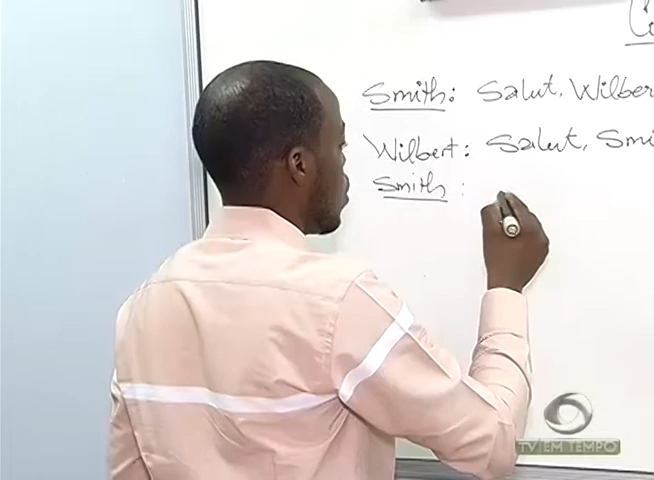 Smith: Salut, Wilber
Wilbert: Salut, Smi
Smith :
TV EM TEMPO